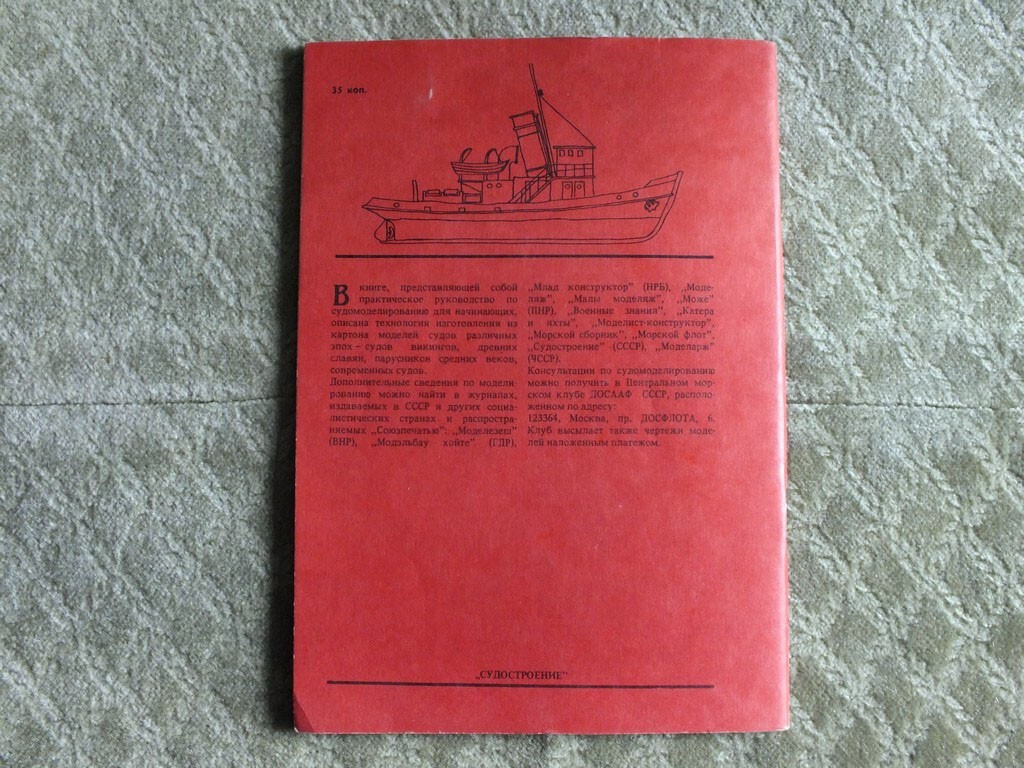 35 коп.
В книге, представляющей собой
практическое руководство по
судомоделированию для начинающих,
описана технология изготовления из
картона моделей судов различных
эпох – судов викингов, древних
славян, парусников средних веков,
современных судов.
Дополнительные сведения по модели-
рованию можно найти в журналах,
издаваемых в СССР и других социа-
листических странах и распростра-
няемых „Союзпечатью": „Моделезеш"
(ВНР), „Модэльбау хойте" (ГДР),
„Млад конструктор" (НРБ), „Моде-
ляж", „Малы моделяж", „Може"
(ПНР), „Военные знания", „Катера
и яхты", „Моделист-конструктор",
„Морской сборник", „Морской флот",
„Судостроение" (СССР), „Моделарж"
(ЧССР).
Консультации по судомоделированию
можно получить в Центральном мор-
ском клубе ДОСААФ СССР, располо-
женном по адресу:
123364, Москва, пр. ДОСФЛОТА, 6.
Клуб высылает также чертежи моде-
лей наложенным платежом.
„СУДОСТРОЕНИЕ"